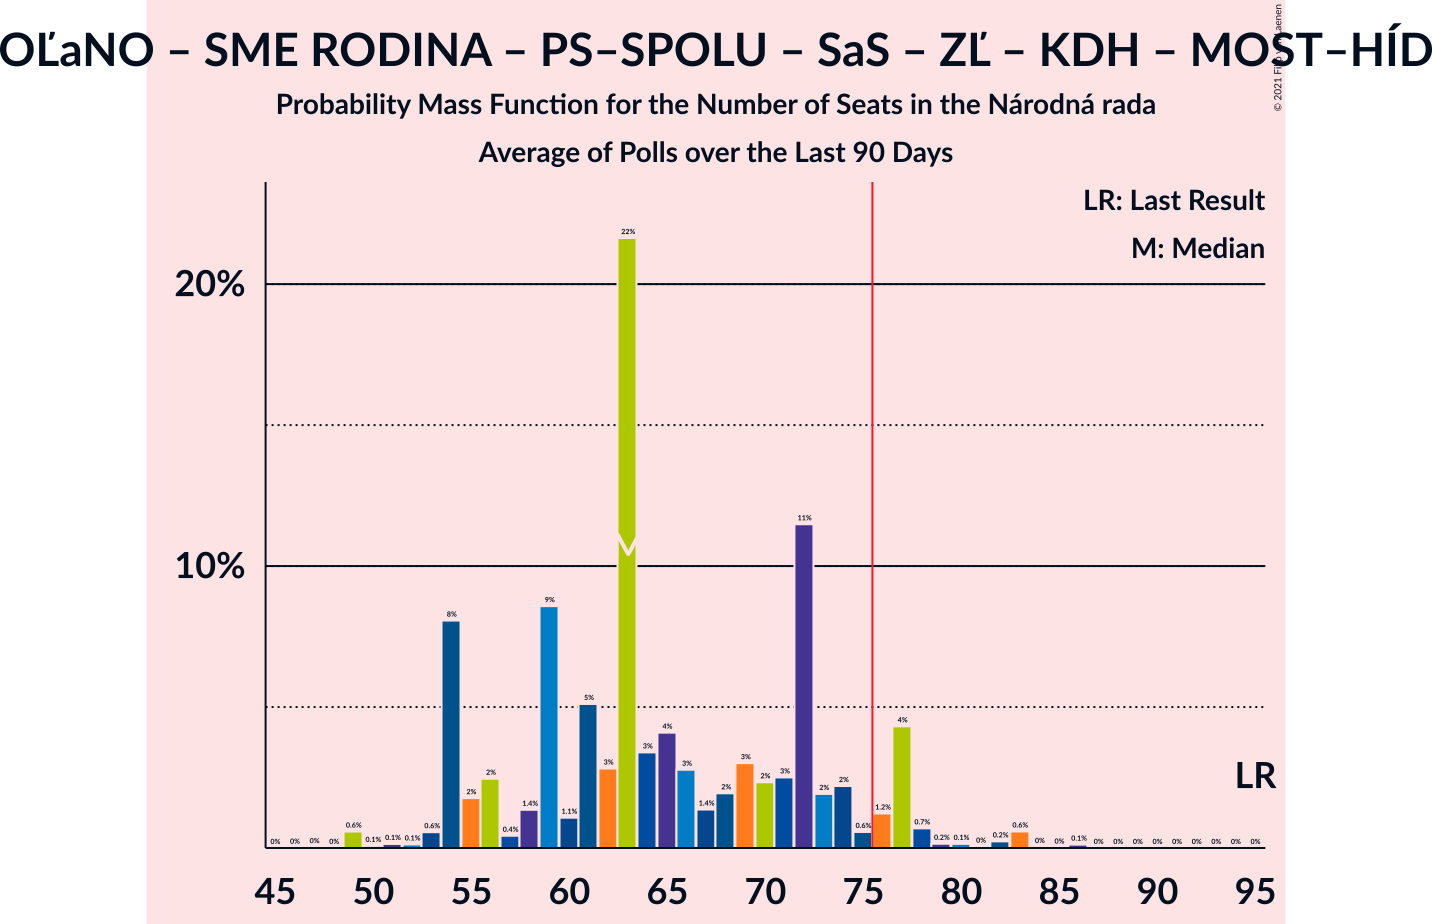 OĽaNO – SME RODINA – PS–SPOLU – SaS – ZĽ – KDH – MOST–HÍD
Probability Mass Function for the Number of Seats in the Národná rada
Average of Polls over the Last 90 Days
© 2021 Filip van Laenen
LR: Last Result
M: Median
20%
10%
0% 0% 0% 0% 0.6% 0.1% 0.1% 0.1% 0.6% 8% 2% 2% 0.4% 1.4% 9% 1.1% 5% 3% 22% 3% 4% 3% 1.4% 2% 3% 2% 3% 11% 2% 2% 0.6% 1.2% 4% 0.7% 0.2% 0.1% 0% 0.2% 0.6% 0% 0% 0.1% 0% 0% 0% 0% 0% 0% 0% 0% 0%
LR
45 50 55 60 65 70 75 80 85 90 95